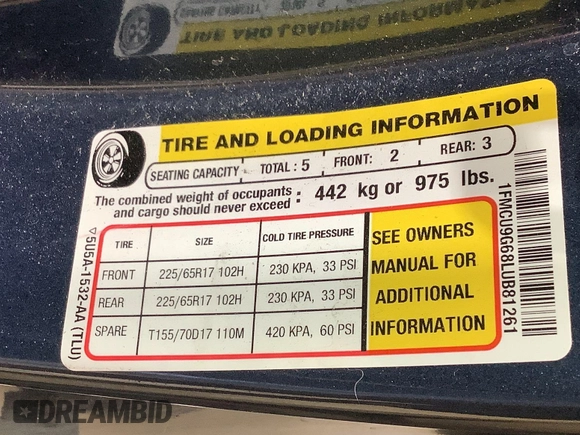 TIRE AND LOADING INFORMATION
SEATING CAPACITY TOTAL: 5 FRONT: 2 REAR: 3
The combined weight of occupants and cargo should never exceed : 442 kg or 975 lbs.
TIRE SIZE COLD TIRE PRESSURE
FRONT 225/65R17 102H 230 KPA, 33 PSI
REAR 225/65R17 102H 230 KPA, 33 PSI
SPARE T155/70D17 110M 420 KPA, 60 PSI
SEE OWNERS
MANUAL FOR
ADDITIONAL
INFORMATION
5U5A-1532-AA (TLU)
1FMCU9G68LUB81261
DREAMBID